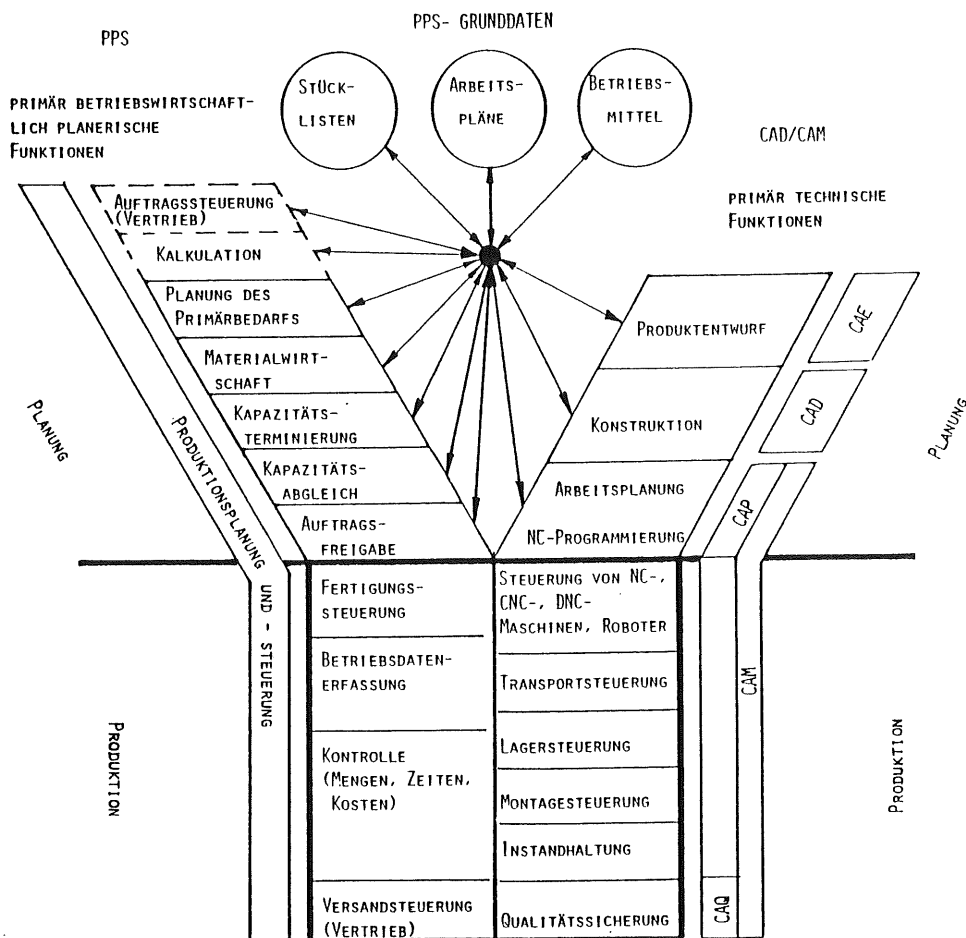 PPS
PPS- GRUNDDATEN
STÜCK-
LISTEN
ARBEITS-
PLÄNE
BETRIEBS-
MITTEL
PRIMÄR BETRIEBSWIRTSCHAFT-
LICH PLANERISCHE
FUNKTIONEN
CAD/CAM
PRIMÄR TECHNISCHE
FUNKTIONEN
AUFTRAGSSTEUERUNG
(VERTRIEB)
KALKULATION
PLANUNG DES
PRIMÄRBEDARFS
MATERIALWIRT-
SCHAFT
KAPAZITÄTS-
TERMINIERUNG
KAPAZITÄTS-
ABGLEICH
AUFTRAGS-
FREIGABE
PRODUKTENTWURF
KONSTRUKTION
ARBEITSPLANUNG
NC-PROGRAMMIERUNG
CAE
CAD
CAP
PLANUNG
PLANUNG
PRODUKTIONSPLANUNG
UND - STEUERUNG
FERTIGUNGS-
STEUERUNG
BETRIEBSDATEN-
ERFASSUNG
KONTROLLE
(MENGEN, ZEITEN,
KOSTEN)
VERSANDSTEUERUNG
(VERTRIEB)
STEUERUNG VON NC-,
CNC-, DNC-
MASCHINEN, ROBOTER
TRANSPORTSTEUERUNG
LAGERSTEUERUNG
MONTAGESTEUERUNG
INSTANDHALTUNG
QUALITÄTSSICHERUNG
CAM
CAQ
PRODUKTION
PRODUKTION